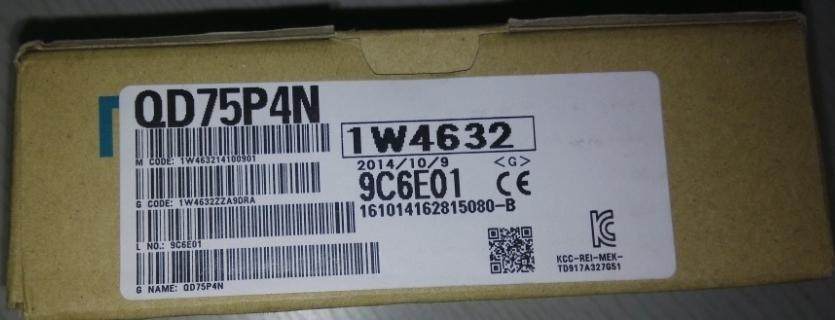 QD75P4N
1W4632
M CODE: 1W463214100901
2014/10/9 <G>
9C6E01 CE
G CODE: 1W4632ZZA9DRA
161014162815080-B
L NO.: 9C6E01
KCC-REI-MEK-
TD917A327G51
G NAME: QD75P4N